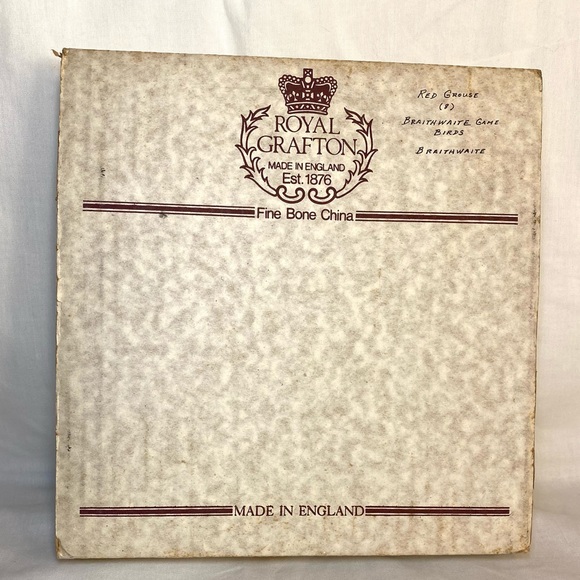 ROYAL
GRAFTON
MADE IN ENGLAND
Est. 1876
Fine Bone China
RED GROUSE
(8)
BRAITHWAITE GAME
BIRDS
BRAITHWAITE
MADE IN ENGLAND